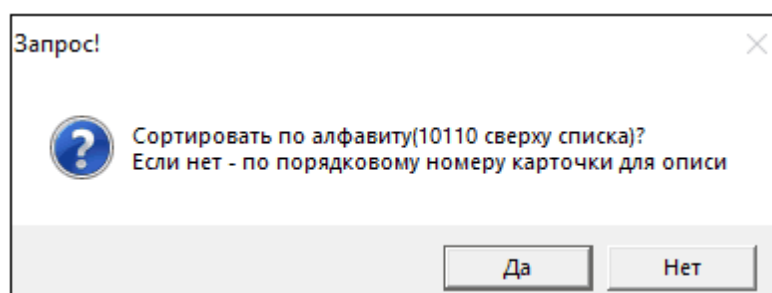 Запрос!
Сортировать по алфавиту(10110 сверху списка)?
Если нет - по порядковому номеру карточки для описи
Да
Нет